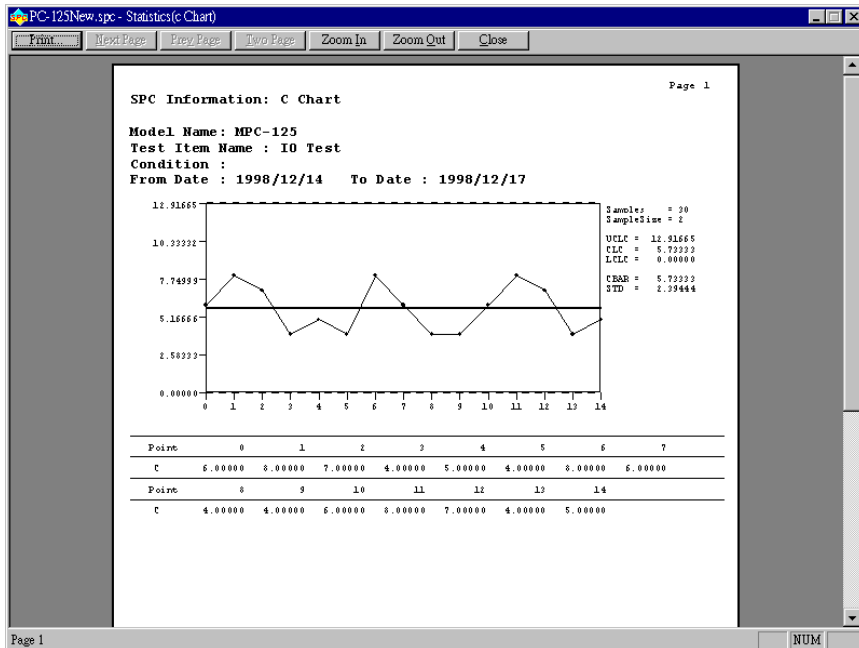 PC-125New.spc - Statistics(c Chart)
Print... Next Page Prev Page Two Page Zoom In Zoom Out Close
Page 1
SPC Information: C Chart
Model Name: MPC-125
Test Item Name : IO Test
Condition :
From Date : 1998/12/14 To Date : 1998/12/17
12.91665
10.33332
7.74999
5.16666
2.58333
0.00000
0 1 2 3 4 5 6 7 8 9 10 11 12 13 14
Samples = 30
SampleSize = 2
UCLC = 12.91665
CLC = 5.73333
LCLC = 0.00000
CBAR = 5.73333
STD = 2.39444
Point 0 1 2 3 4 5 6 7
C 6.00000 8.00000 7.00000 4.00000 5.00000 4.00000 8.00000 6.00000
Point 8 9 10 11 12 13 14
C 4.00000 4.00000 6.00000 8.00000 7.00000 4.00000 5.00000
Page 1 NUM